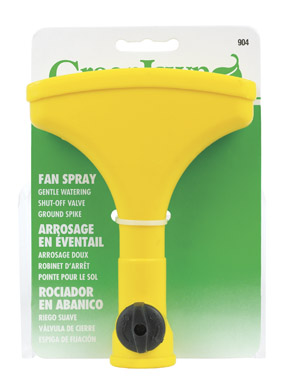 904
FAN SPRAY
GENTLE WATERING
SHUT-OFF VALVE
GROUND SPIKE
ARROSAGE
EN ÉVENTAIL
ARROSAGE DOUX
ROBINET D'ARRÊT
POINTE POUR LE SOL
ROCIADOR
EN ABANICO
RIEGO SUAVE
VÁLVULA DE CIERRE
ESPIGA DE FIJACIÓN